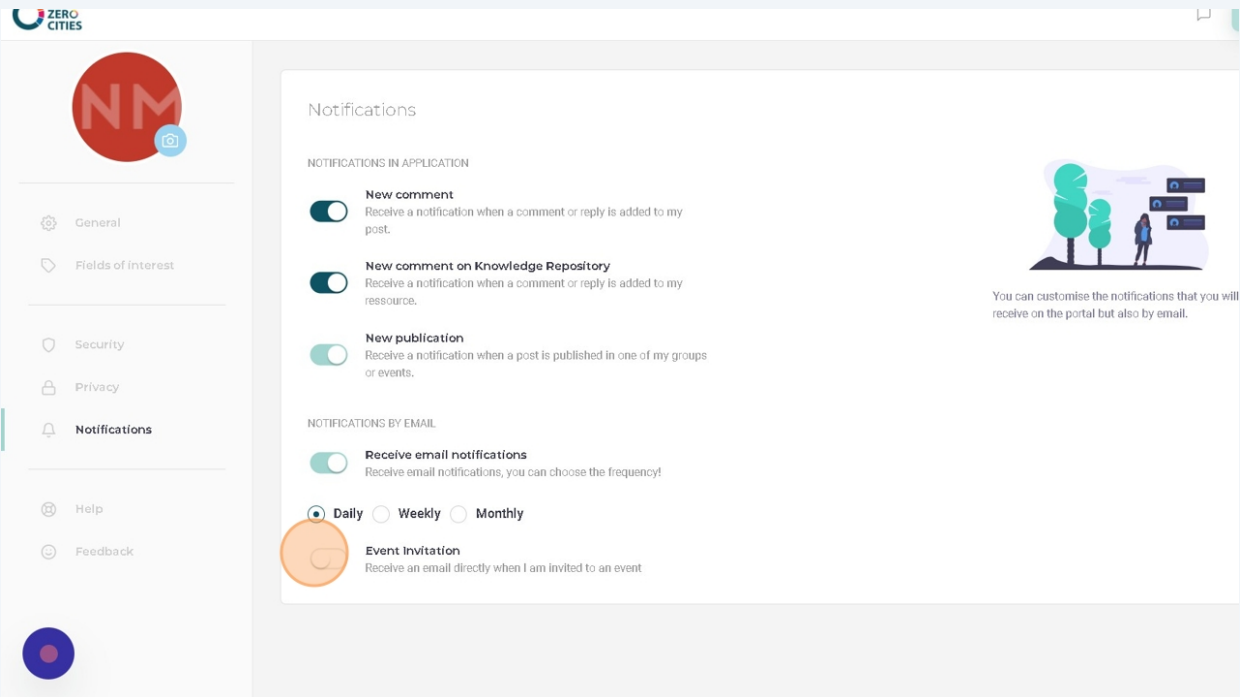 ZERO
CITIES
NM
General
Fields of interest
Security
Privacy
Notifications
Help
Feedback
Notifications
NOTIFICATIONS IN APPLICATION
New comment
Receive a notification when a comment or reply is added to my
post.
New comment on Knowledge Repository
Receive a notification when a comment or reply is added to my
ressource.
New publication
Receive a notification when a post is published in one of my groups
or events.
NOTIFICATIONS BY EMAIL
Receive email notifications
Receive email notifications, you can choose the frequency!
Daily Weekly Monthly
Event Invitation
Receive an email directly when I am invited to an event
You can customise the notifications that you will
receive on the portal but also by email.